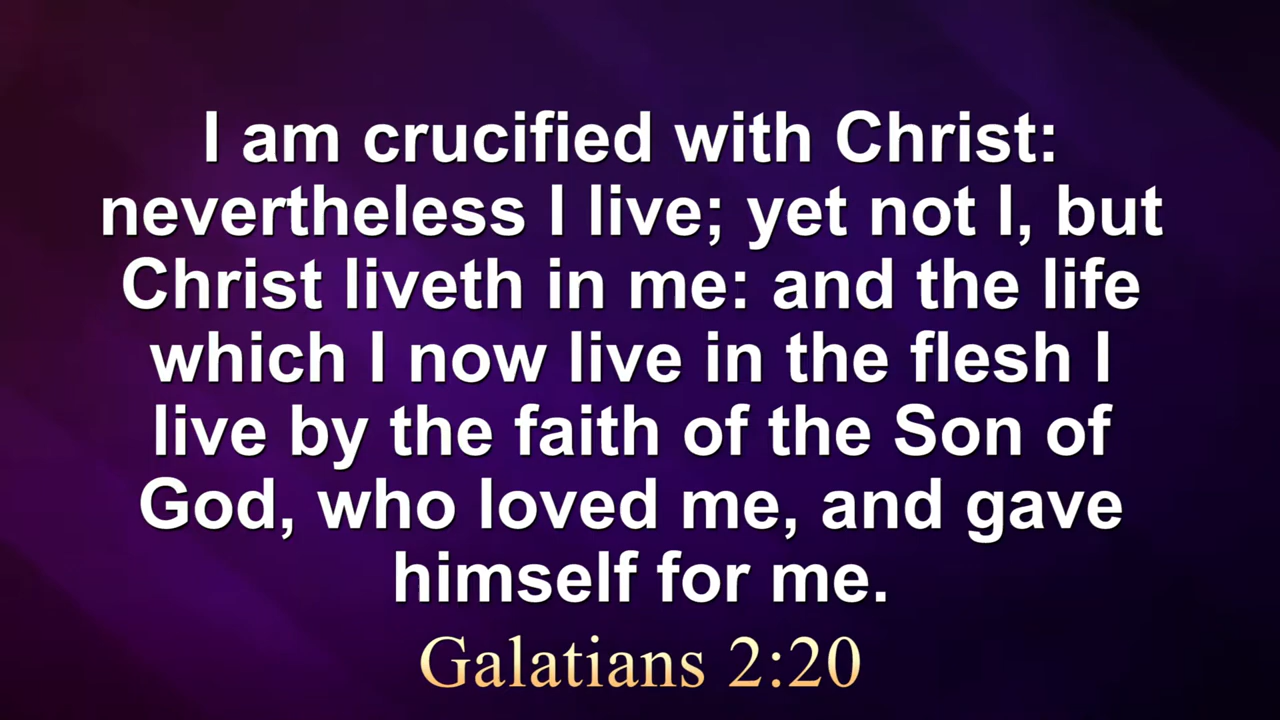 I am crucified with Christ:
nevertheless I live; yet not I, but
Christ liveth in me: and the life
which I now live in the flesh I
live by the faith of the Son of
God, who loved me, and gave
himself for me.
Galatians 2:20